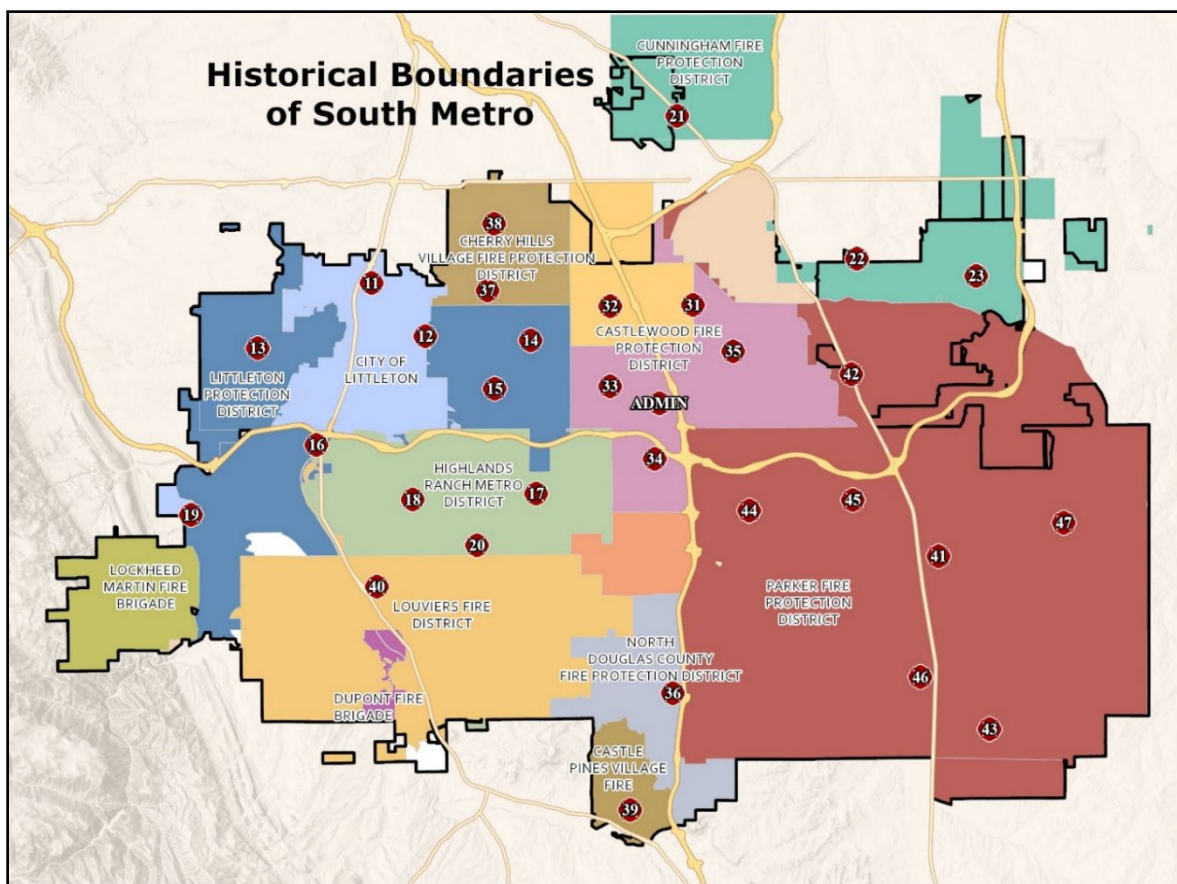 Historical Boundaries
of South Metro
CUNNINGHAM FIRE
PROTECTION
DISTRICT
21
38
CHERRY HILLS
VILLAGE FIRE PROTECTION
DISTRICT
37
11
22
23
32
31
CASTLEWOOD FIRE
PROTECTION
DISTRICT
35
12
14
13
CITY OF
LITTLETON
LITTLETON
PROTECTION
DISTRICT
15
33
ADMIN
42
16
34
HIGHLANDS
RANCH METRO
DISTRICT
18
17
44
45
47
19
20
41
LOCKHEED
MARTIN FIRE
BRIGADE
40
LOUVIERS FIRE
DISTRICT
PARKER FIRE
PROTECTION
DISTRICT
NORTH
DOUGLAS COUNTY
FIRE PROTECTION DISTRICT
36
46
DUPONT FIRE
BRIGADE
43
CASTLE
PINES VILLAGE
FIRE
39